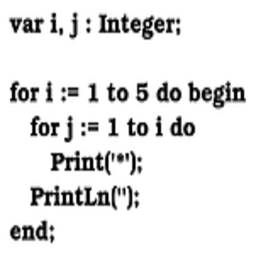 var i, j : Integer;
for i := 1 to 5 do begin
for j := 1 to i do
Print('*');
PrintLn('');
end;